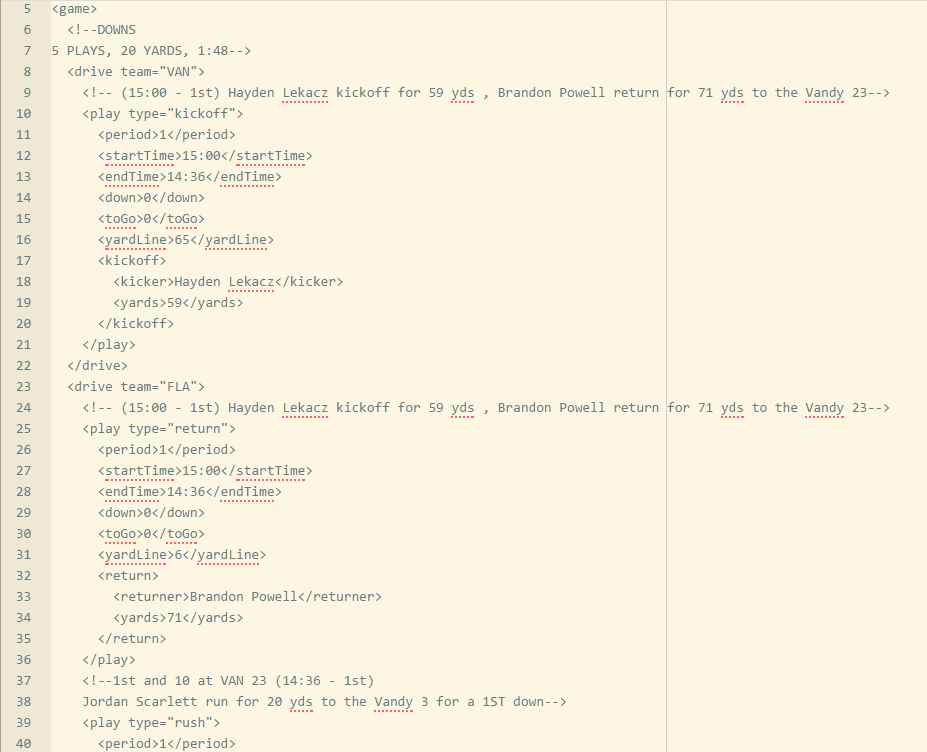 5 <game>
6 <!--DOWNS
7 5 PLAYS, 20 YARDS, 1:48-->
8 <drive team="VAN">
9 <!-- (15:00 - 1st) Hayden Lekacz kickoff for 59 yds , Brandon Powell return for 71 yds to the Vandy 23-->
10 <play type="kickoff">
11 <period>1</period>
12 <startTime>15:00</startTime>
13 <endTime>14:36</endTime>
14 <down>0</down>
15 <toGo>0</toGo>
16 <yardLine>65</yardLine>
17 <kickoff>
18 <kicker>Hayden Lekacz</kicker>
19 <yards>59</yards>
20 </kickoff>
21 </play>
22 </drive>
23 <drive team="FLA">
24 <!-- (15:00 - 1st) Hayden Lekacz kickoff for 59 yds , Brandon Powell return for 71 yds to the Vandy 23-->
25 <play type="return">
26 <period>1</period>
27 <startTime>15:00</startTime>
28 <endTime>14:36</endTime>
29 <down>0</down>
30 <toGo>0</toGo>
31 <yardLine>6</yardLine>
32 <return>
33 <returner>Brandon Powell</returner>
34 <yards>71</yards>
35 </return>
36 </play>
37 <!--1st and 10 at VAN 23 (14:36 - 1st)
38 Jordan Scarlett run for 20 yds to the Vandy 3 for a 1ST down-->
39 <play type="rush">
40 <period>1</period>